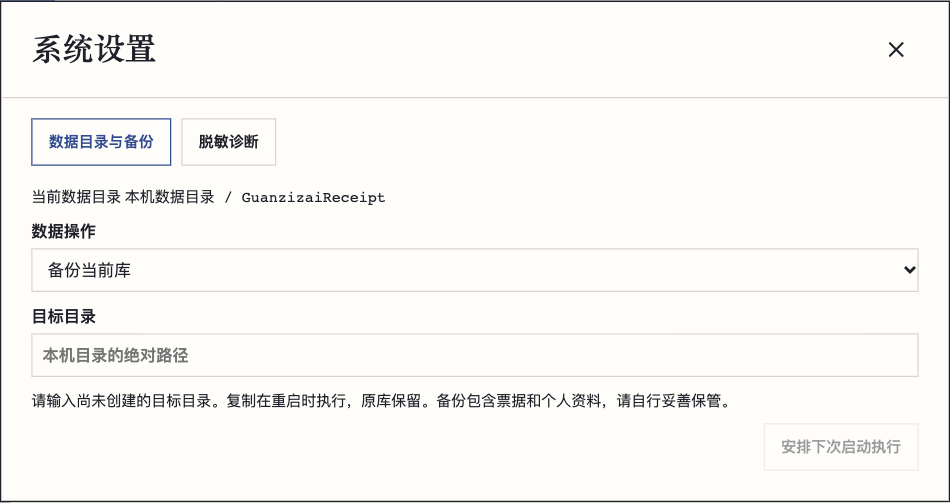 系统设置
数据目录与备份 脱敏诊断
当前数据目录 本机数据目录 / GuanzizaiReceipt
数据操作
备份当前库
目标目录
本机目录的绝对路径
请输入尚未创建的目标目录。复制在重启时执行，原库保留。备份包含票据和个人资料，请自行妥善保管。
安排下次启动执行